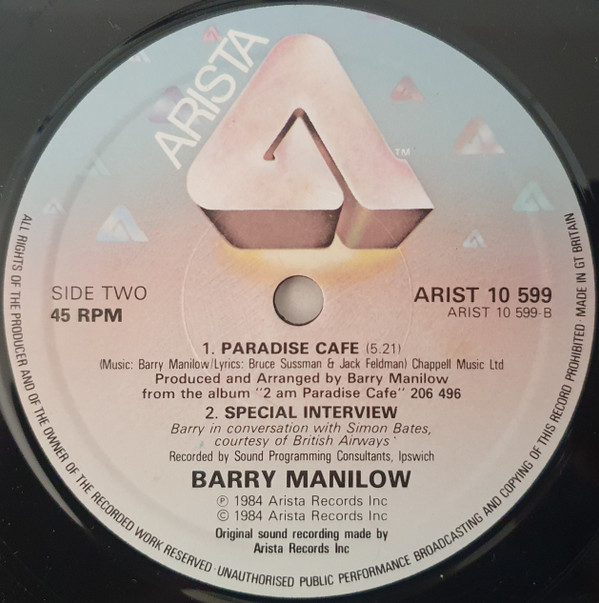 ARISTA
TM
SIDE TWO
45 RPM
ARIST 10 599
ARIST 10 599-B
1. PARADISE CAFE (5.21)
(Music: Barry Manilow/Lyrics: Bruce Sussman & Jack Feldman) Chappell Music Ltd
Produced and Arranged by Barry Manilow
from the album "2 am Paradise Cafe" 206 496
2. SPECIAL INTERVIEW
Barry in conversation with Simon Bates,
courtesy of British Airways
Recorded by Sound Programming Consultants, Ipswich
BARRY MANILOW
℗ 1984 Arista Records Inc
© 1984 Arista Records Inc
Original sound recording made by
Arista Records Inc
ALL RIGHTS OF THE PRODUCER AND OF THE OWNER OF THE RECORDED WORK RESERVED · UNAUTHORISED PUBLIC PERFORMANCE BROADCASTING AND COPYING OF THIS RECORD PROHIBITED · MADE IN GT BRITAIN